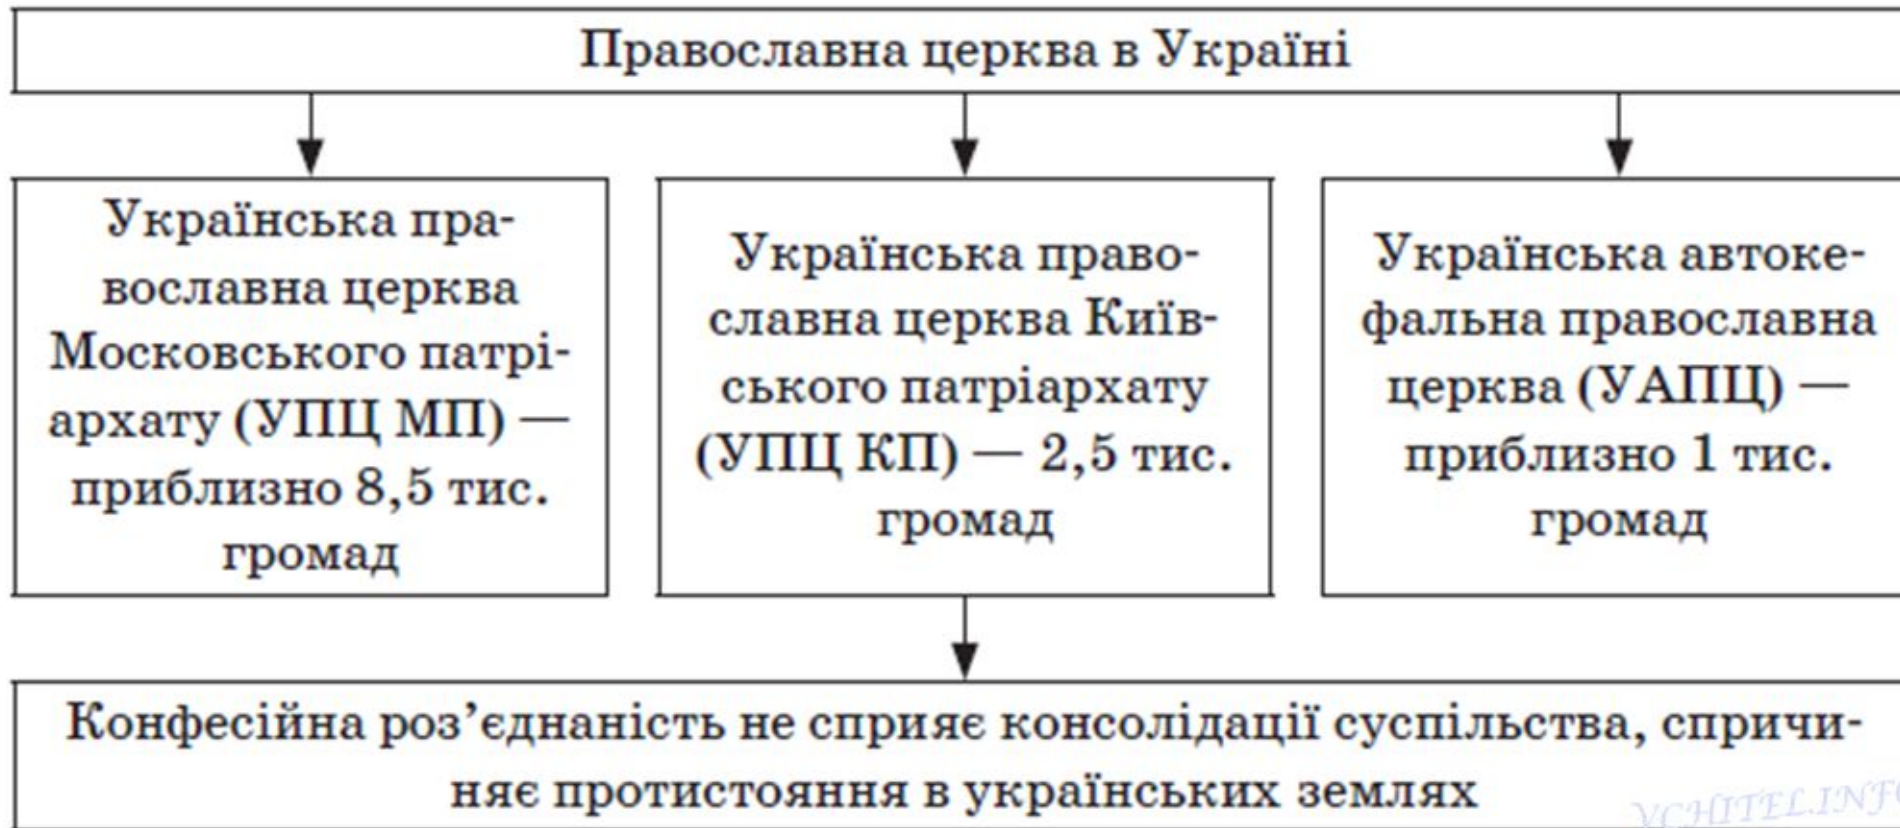 Православна церква в Україні
Українська пра-
вославна церква
Московського патрі-
архату (УПЦ МП) —
приблизно 8,5 тис.
громад
Українська право-
славна церква Київ-
ського патріархату
(УПЦ КП) — 2,5 тис.
громад
Українська автоке-
фальна православна
церква (УАПЦ) —
приблизно 1 тис.
громад
Конфесійна роз’єднаність не сприяє консолідації суспільства, спричи-
няє протистояння в українських землях
YCHITEL.INFO